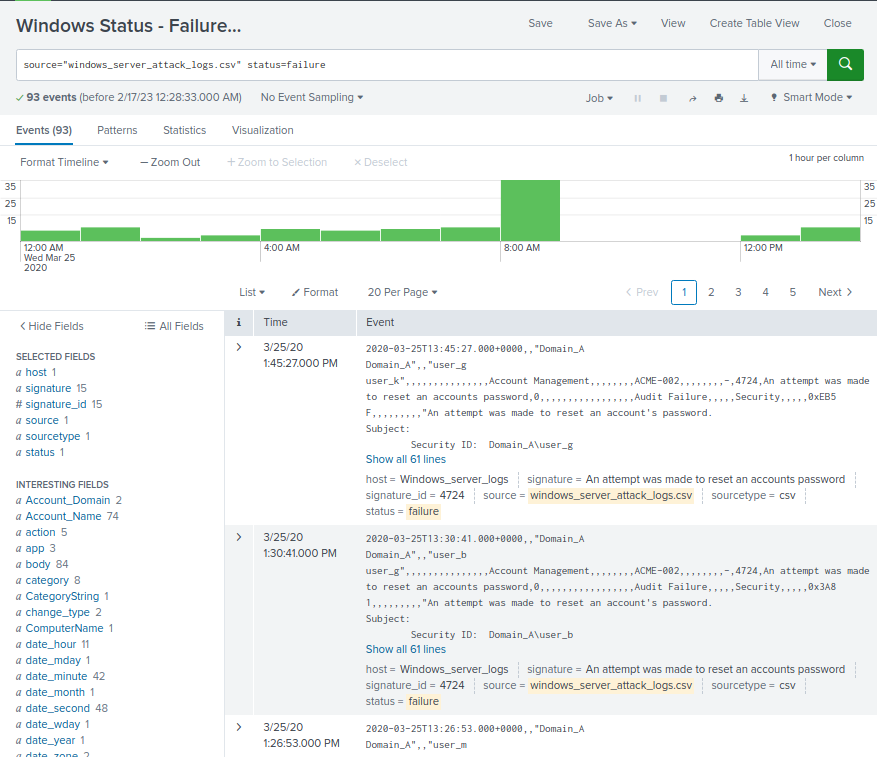 Windows Status - Failure...
Save Save As View Create Table View Close
source="windows_server_attack_logs.csv" status=failure
All time
93 events (before 2/17/23 12:28:33.000 AM) No Event Sampling
Job Smart Mode
Events (93) Patterns Statistics Visualization
Format Timeline — Zoom Out + Zoom to Selection × Deselect
1 hour per column
35 35
25 25
15 15
12:00 AM 4:00 AM 8:00 AM 12:00 PM
Wed Mar 25
2020
List Format 20 Per Page
< Prev 1 2 3 4 5 Next >
< Hide Fields All Fields
i Time Event
SELECTED FIELDS
a host 1
a signature 15
# signature_id 15
a source 1
a sourcetype 1
a status 1
INTERESTING FIELDS
a Account_Domain 2
a Account_Name 74
a action 5
a app 3
a body 84
a category 8
a CategoryString 1
a change_type 2
a ComputerName 1
a date_hour 11
a date_mday 1
a date_minute 42
a date_month 1
a date_second 48
a date_wday 1
a date_year 1
a date_zone 2
> 3/25/20
1:45:27.000 PM
2020-03-25T13:45:27.000+0000,,"Domain_A
Domain_A",,"user_g
user_k",,,,,,,,,,,,,,,Account Management,,,,,,,,ACME-002,,,,,,,,-,4724,An attempt was made
to reset an accounts password,0,,,,,,,,,,,,,,,,,Audit Failure,,,,,Security,,,,,0xEB5
F,,,,,,,,,"An attempt was made to reset an account's password.
Subject:
Security ID: Domain_A\user_g
Show all 61 lines
host = Windows_server_logs signature = An attempt was made to reset an accounts password
signature_id = 4724 source = windows_server_attack_logs.csv sourcetype = csv
status = failure
> 3/25/20
1:30:41.000 PM
2020-03-25T13:30:41.000+0000,,"Domain_A
Domain_A",,"user_b
user_g",,,,,,,,,,,,,,,Account Management,,,,,,,,ACME-002,,,,,,,,-,4724,An attempt was made
to reset an accounts password,0,,,,,,,,,,,,,,,,,Audit Failure,,,,,Security,,,,,0x3A8
1,,,,,,,,,"An attempt was made to reset an account's password.
Subject:
Security ID: Domain_A\user_b
Show all 61 lines
host = Windows_server_logs signature = An attempt was made to reset an accounts password
signature_id = 4724 source = windows_server_attack_logs.csv sourcetype = csv
status = failure
> 3/25/20
1:26:53.000 PM
2020-03-25T13:26:53.000+0000,,"Domain_A
Domain_A",,"user_m